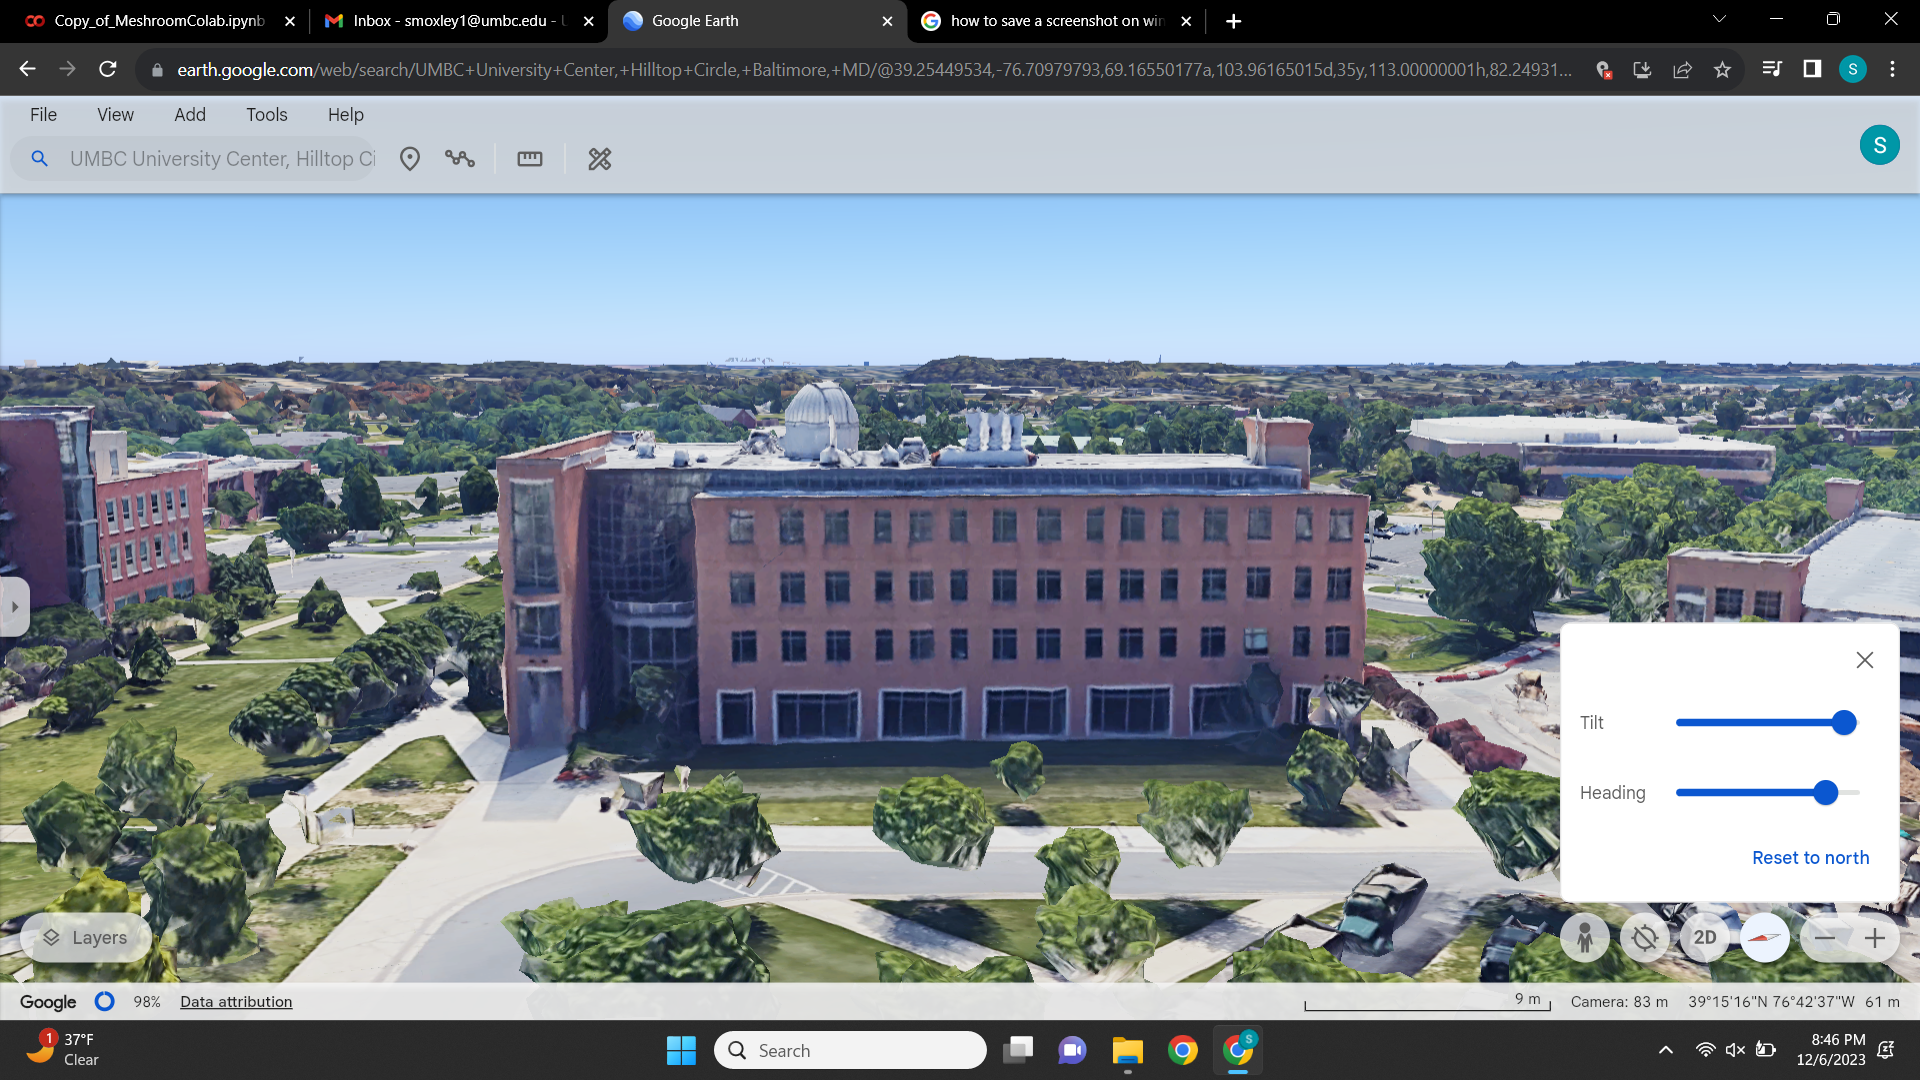 Copy_of_MeshroomColab.ipynb
Inbox - smoxley1@umbc.edu - U
Google Earth
how to save a screenshot on win
earth.google.com/web/search/UMBC+University+Center,+Hilltop+Circle,+Baltimore,+MD/@39.25449534,-76.70979793,69.16550177a,103.96165015d,35y,113.00000001h,82.24931...
S
File View Add Tools Help
UMBC University Center, Hilltop Ci
S
Tilt
Heading
Reset to north
Layers
2D
Google 98% Data attribution
9 m
Camera: 83 m 39°15'16"N 76°42'37"W 61 m
1
37°F
Clear
Search
S
8:46 PM
12/6/2023